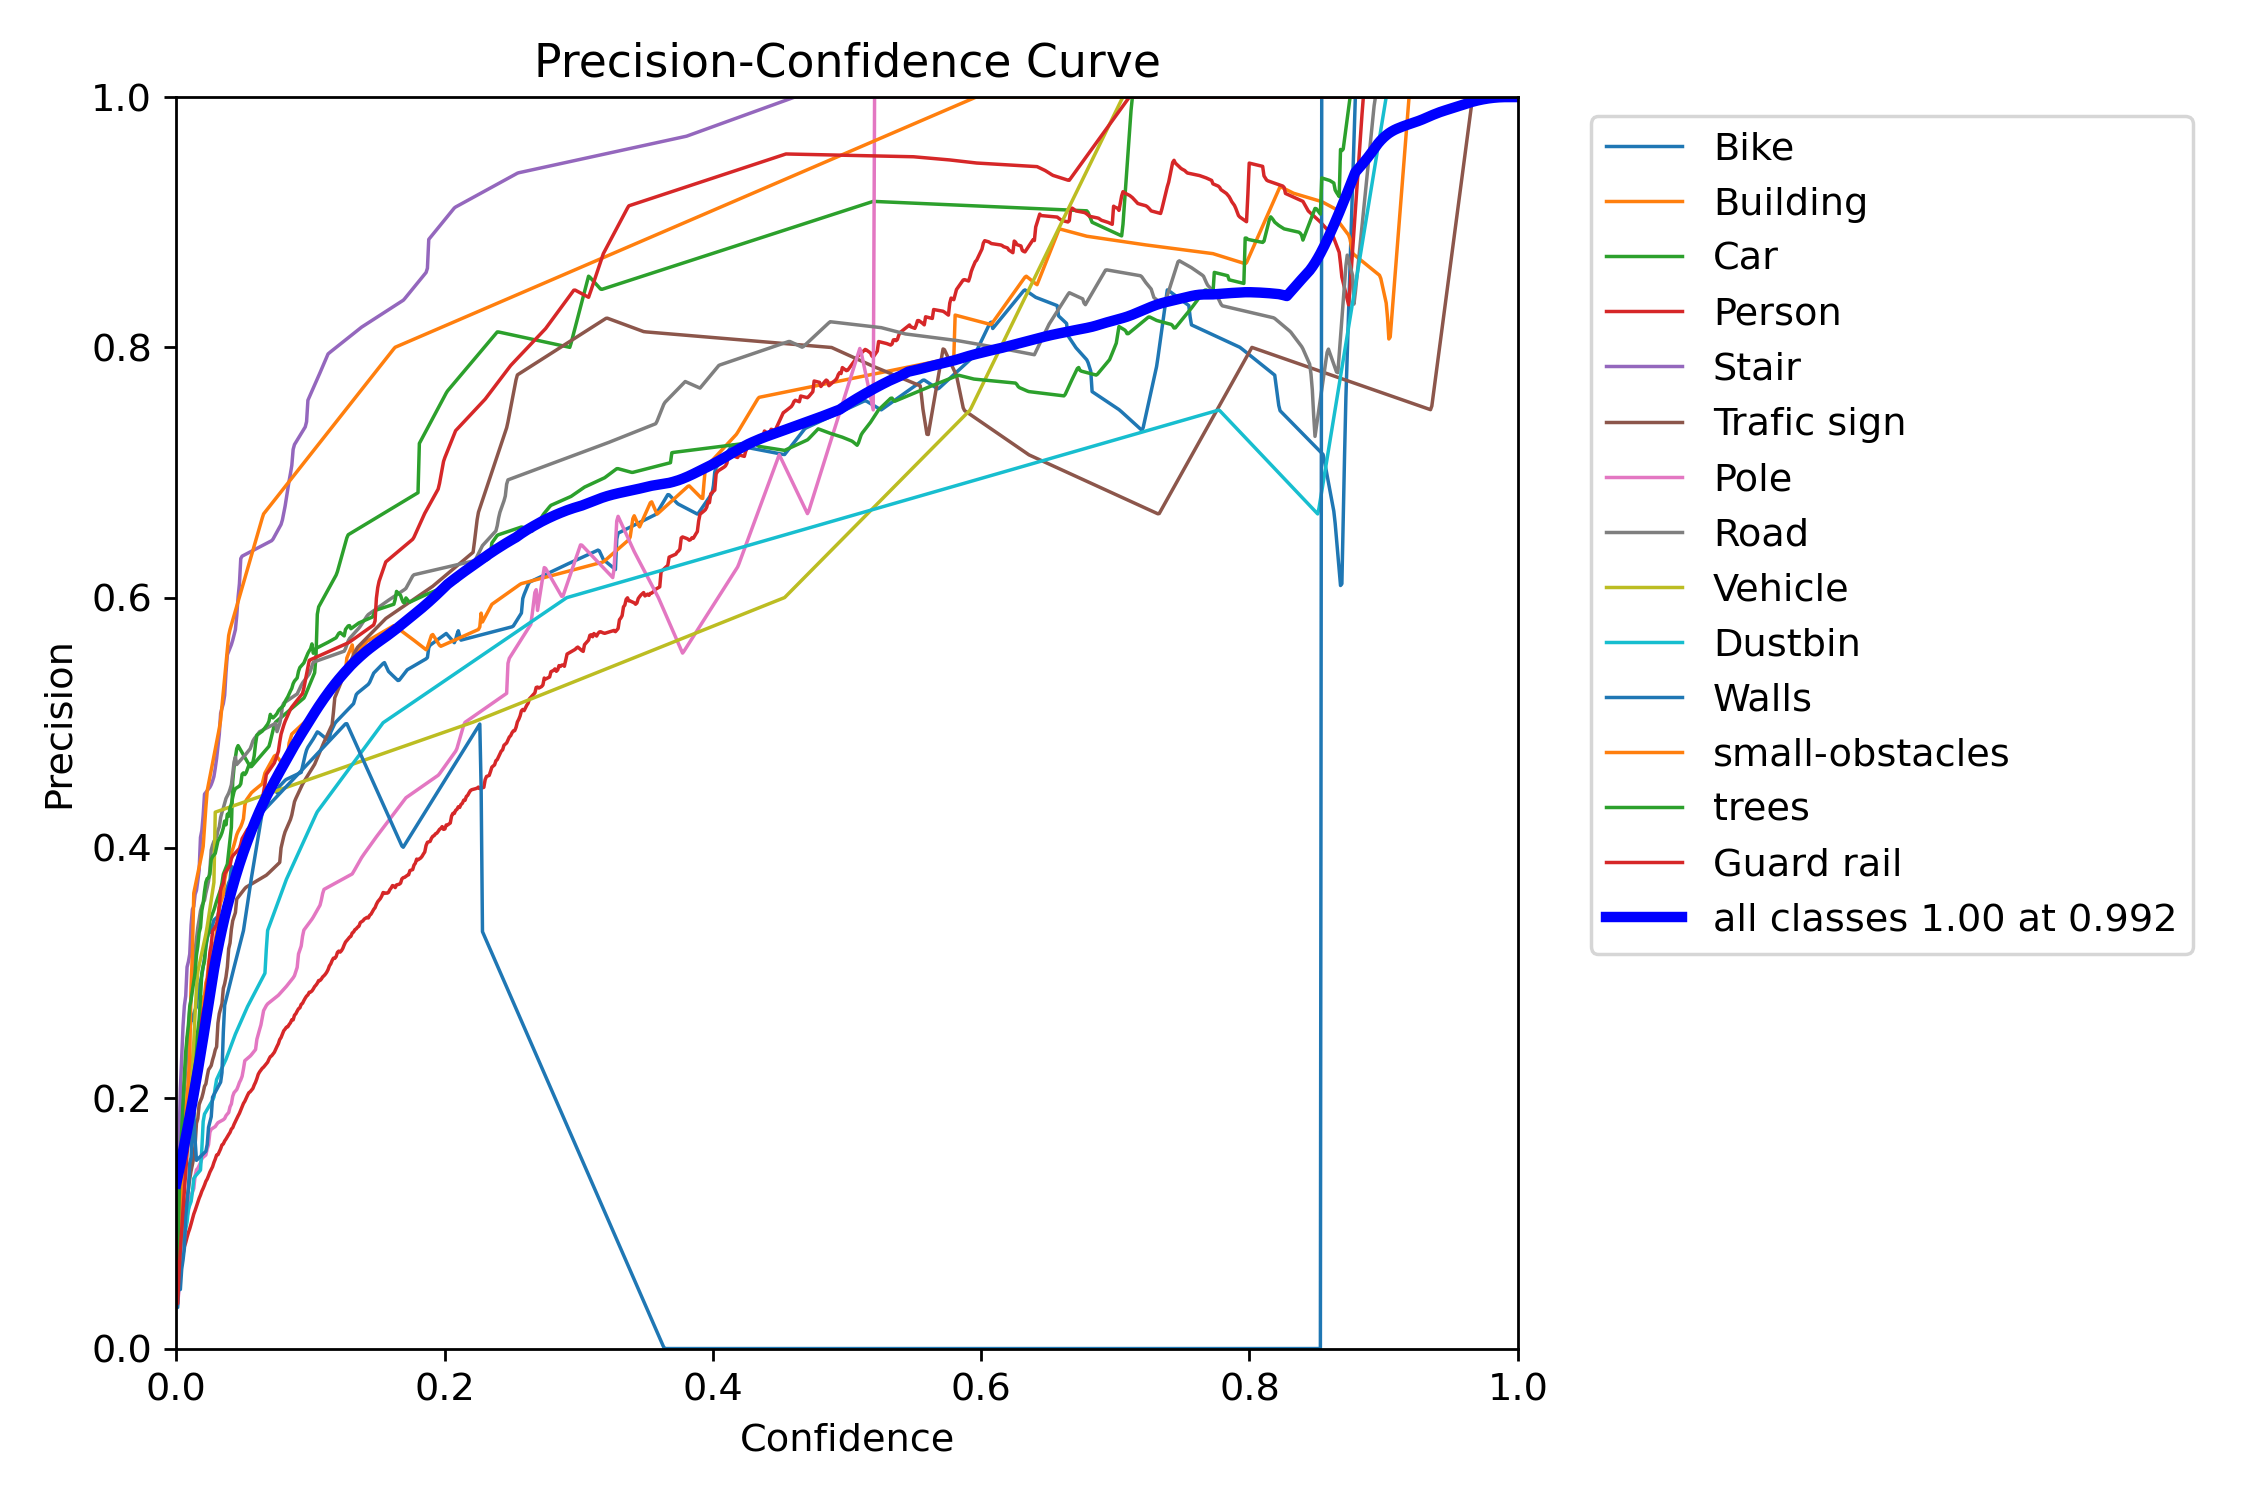 Precision-Confidence Curve
1.0
0.8
0.6
0.4
0.2
0.0
Precision
0.0 0.2 0.4 0.6 0.8 1.0
Confidence
Bike
Building
Car
Person
Stair
Trafic sign
Pole
Road
Vehicle
Dustbin
Walls
small-obstacles
trees
Guard rail
all classes 1.00 at 0.992